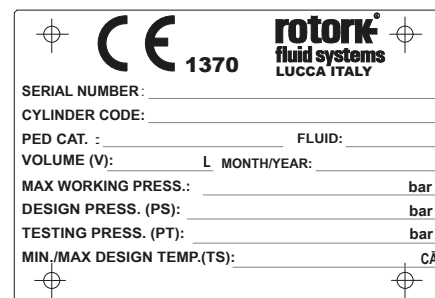 CE 1370
rotork®
fluid systems
LUCCA ITALY
SERIAL NUMBER:
CYLINDER CODE:
PED CAT. : FLUID:
VOLUME (V): L MONTH/YEAR:
MAX WORKING PRESS.: bar
DESIGN PRESS. (PS): bar
TESTING PRESS. (PT): bar
MIN./MAX DESIGN TEMP.(TS):